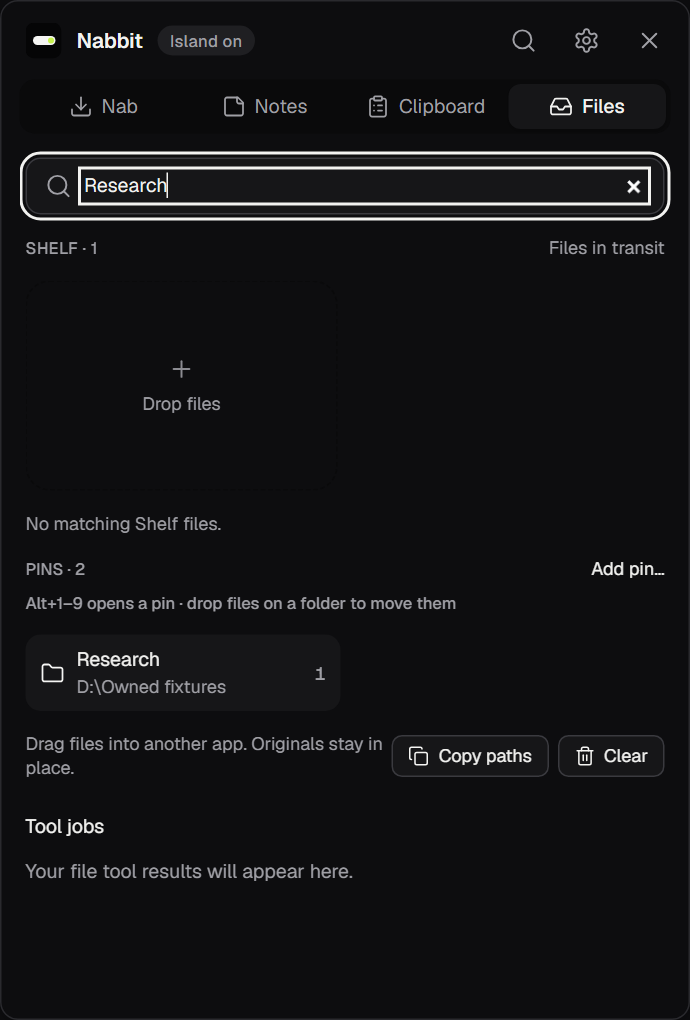 Nabbit Island on
Nab Notes Clipboard Files
Research
SHELF · 1 Files in transit
Drop files
No matching Shelf files.
PINS · 2 Add pin...
Alt+1–9 opens a pin · drop files on a folder to move them
Research
D:\Owned fixtures 1
Drag files into another app. Originals stay in
place.
Copy paths Clear
Tool jobs
Your file tool results will appear here.